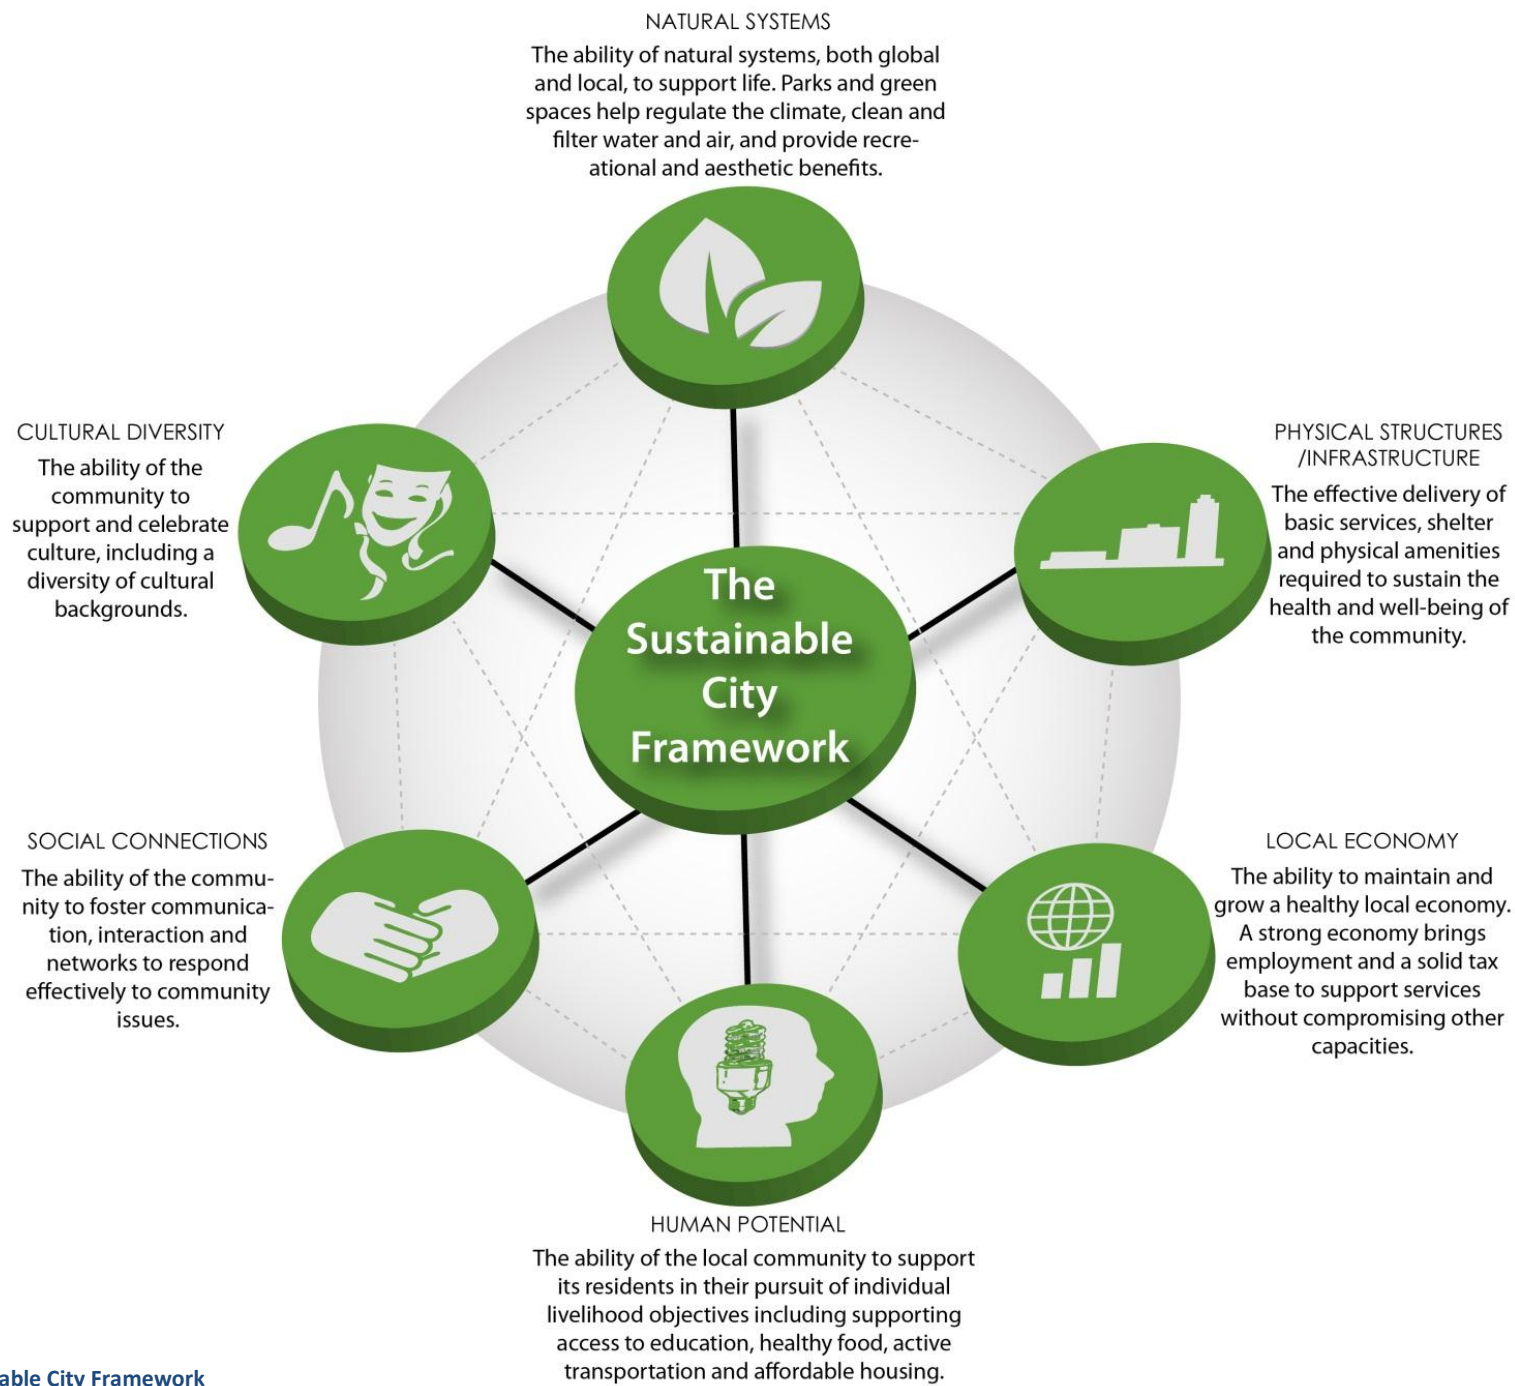 NATURAL SYSTEMS
The ability of natural systems, both global
and local, to support life. Parks and green
spaces help regulate the climate, clean and
filter water and air, and provide recre-
ational and aesthetic benefits.
CULTURAL DIVERSITY
The ability of the
community to
support and celebrate
culture, including a
diversity of cultural
backgrounds.
PHYSICAL STRUCTURES
/INFRASTRUCTURE
The effective delivery of
basic services, shelter
and physical amenities
required to sustain the
health and well-being of
the community.
The
Sustainable
City
Framework
SOCIAL CONNECTIONS
The ability of the commu-
nity to foster communica-
tion, interaction and
networks to respond
effectively to community
issues.
LOCAL ECONOMY
The ability to maintain and
grow a healthy local economy.
A strong economy brings
employment and a solid tax
base to support services
without compromising other
capacities.
HUMAN POTENTIAL
The ability of the local community to support
its residents in their pursuit of individual
livelihood objectives including supporting
access to education, healthy food, active
transportation and affordable housing.
able City Framework